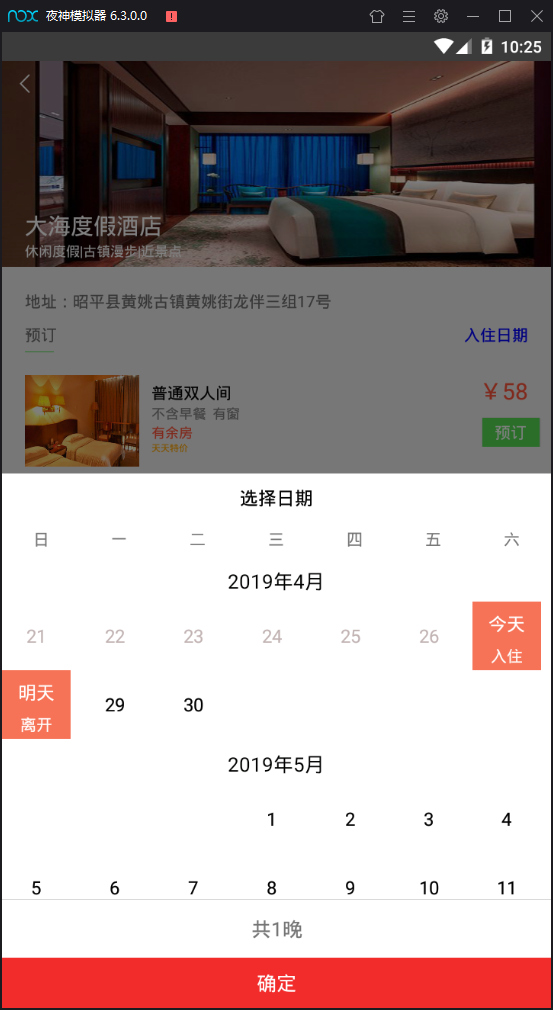 nox 夜神模拟器 6.3.0.0
10:25
大海度假酒店
休闲度假|古镇漫步|近景点
地址：昭平县黄姚古镇黄姚街龙伴三组17号
预订 入住日期
普通双人间 ￥58
不含早餐 有窗
有余房 预订
天天特价
选择日期
日 一 二 三 四 五 六
2019年4月
21 22 23 24 25 26 今天
入住
明天 29 30
离开
2019年5月
1 2 3 4
5 6 7 8 9 10 11
共1晚
确定